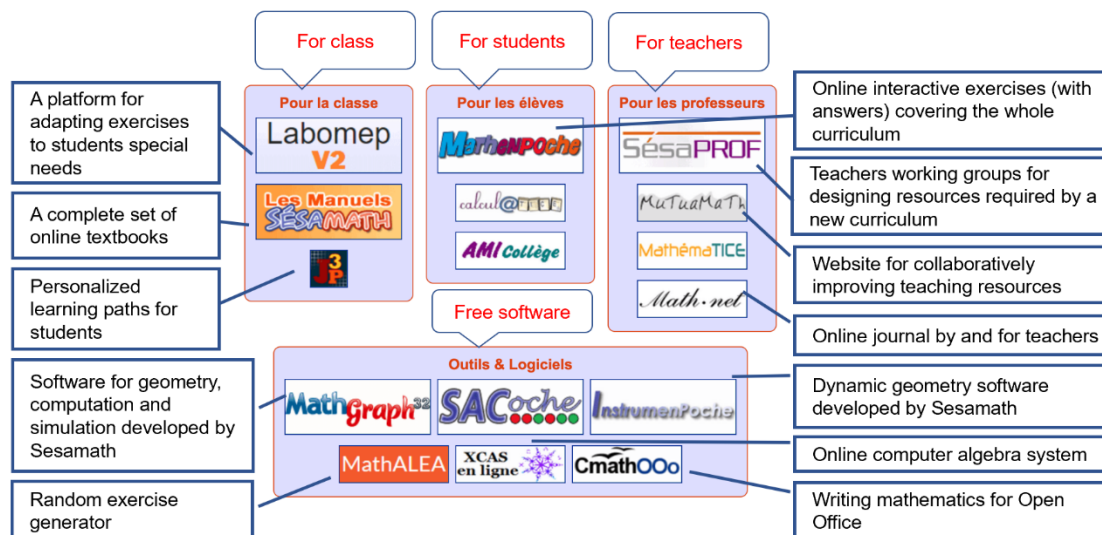 For class
For students
For teachers
A platform for
adapting exercises
to students special
needs
A complete set of
online textbooks
Personalized
learning paths for
students
Software for geometry,
computation and
simulation developed by
Sesamath
Random exercise
generator
Pour la classe
Labomep
V2
Les Manuels
SÉSAMATH
J3P
Pour les élèves
MathenPoche
calcul@TICE
AMI Collège
Pour les professeurs
SésaPROF
MuTuaMaTh
MathémaTICE
Math·net
Free software
Outils & Logiciels
MathGraph32
SACoche
InstrumenPoche
MathALEA
XCAS
en ligne
CmathOOo
Online interactive exercises (with
answers) covering the whole
curriculum
Teachers working groups for
designing resources required by a
new curriculum
Website for collaboratively
improving teaching resources
Online journal by and for teachers
Dynamic geometry software
developed by Sesamath
Online computer algebra system
Writing mathematics for Open
Office